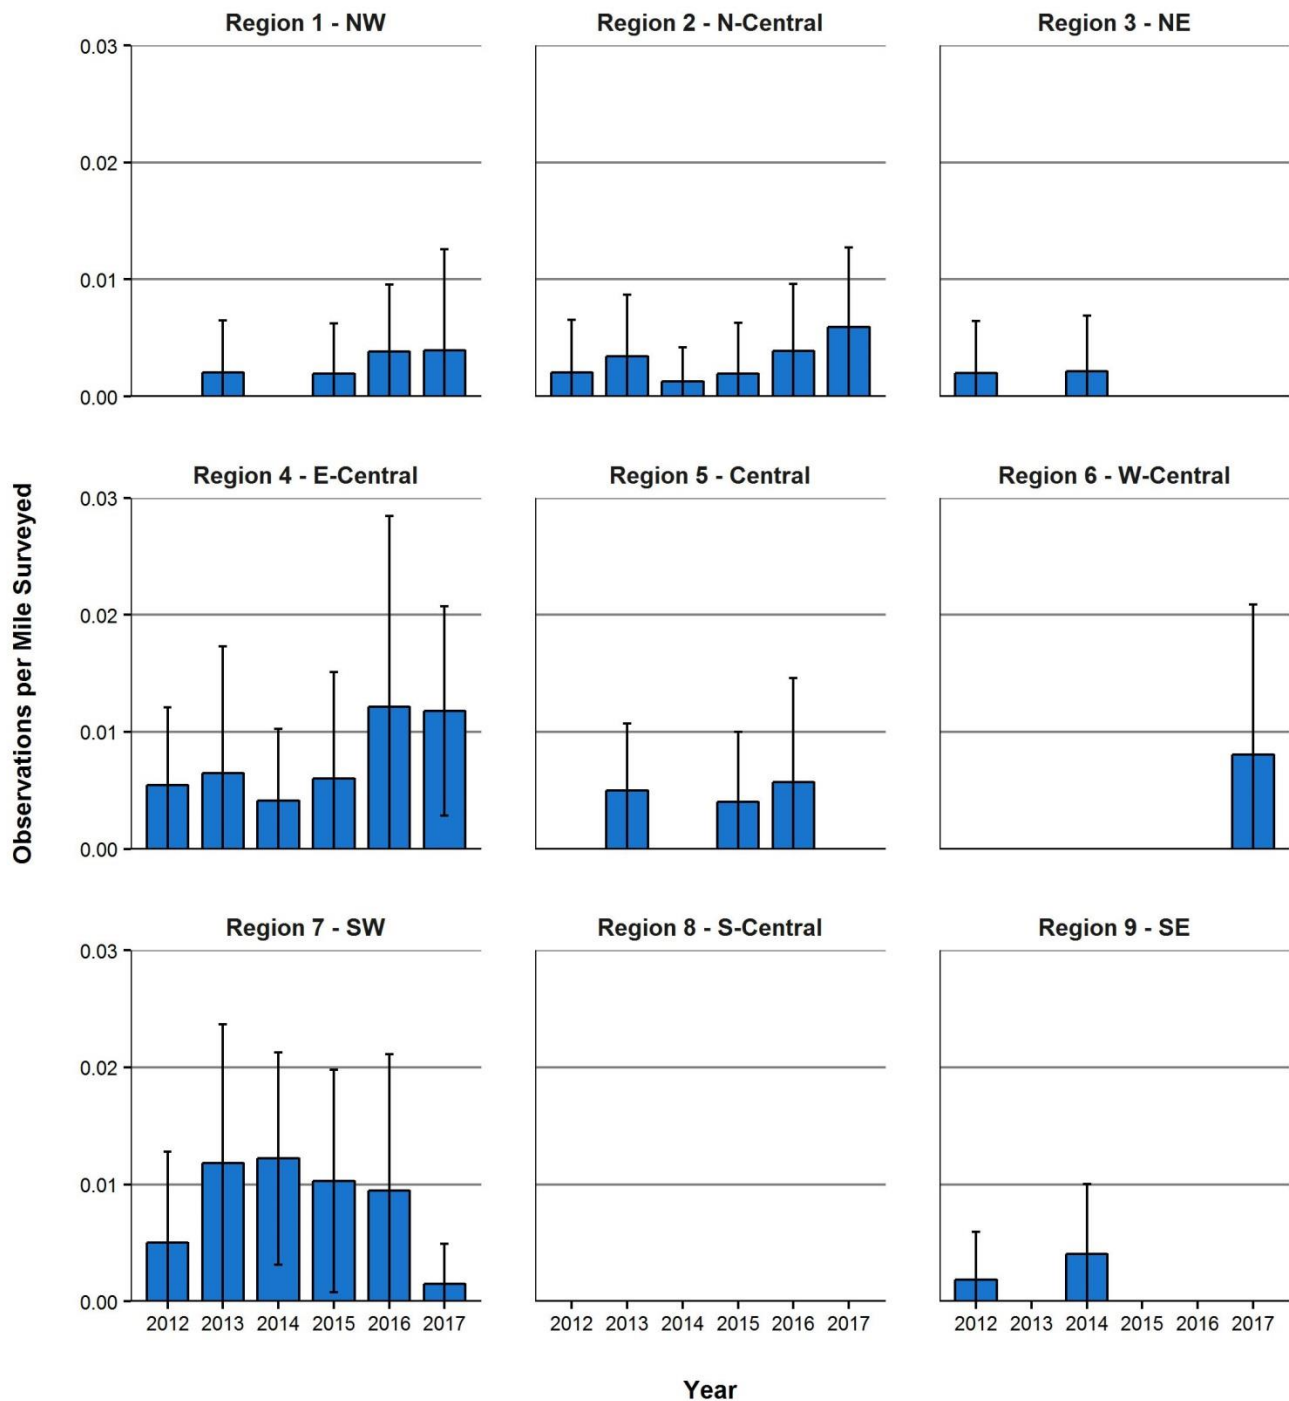 Region 1 - NW
Region 2 - N-Central
Region 3 - NE
0.03
0.02
0.01
0.00
Region 4 - E-Central
Region 5 - Central
Region 6 - W-Central
0.03
0.02
0.01
0.00
Observations per Mile Surveyed
Region 7 - SW
Region 8 - S-Central
Region 9 - SE
0.03
0.02
0.01
0.00
2012 2013 2014 2015 2016 2017
2012 2013 2014 2015 2016 2017
2012 2013 2014 2015 2016 2017
Year